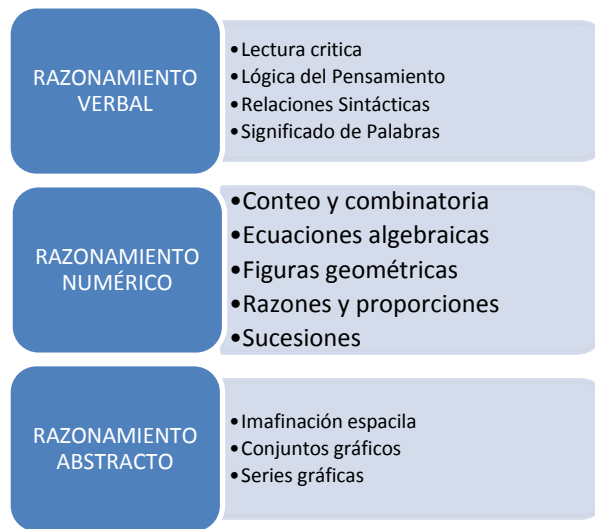 RAZONAMIENTO
VERBAL
•Lectura critica
•Lógica del Pensamiento
•Relaciones Sintácticas
•Significado de Palabras
RAZONAMIENTO
NUMÉRICO
•Conteo y combinatoria
•Ecuaciones algebraicas
•Figuras geométricas
•Razones y proporciones
•Sucesiones
RAZONAMIENTO
ABSTRACTO
•Imafinación espacila
•Conjuntos gráficos
•Series gráficas